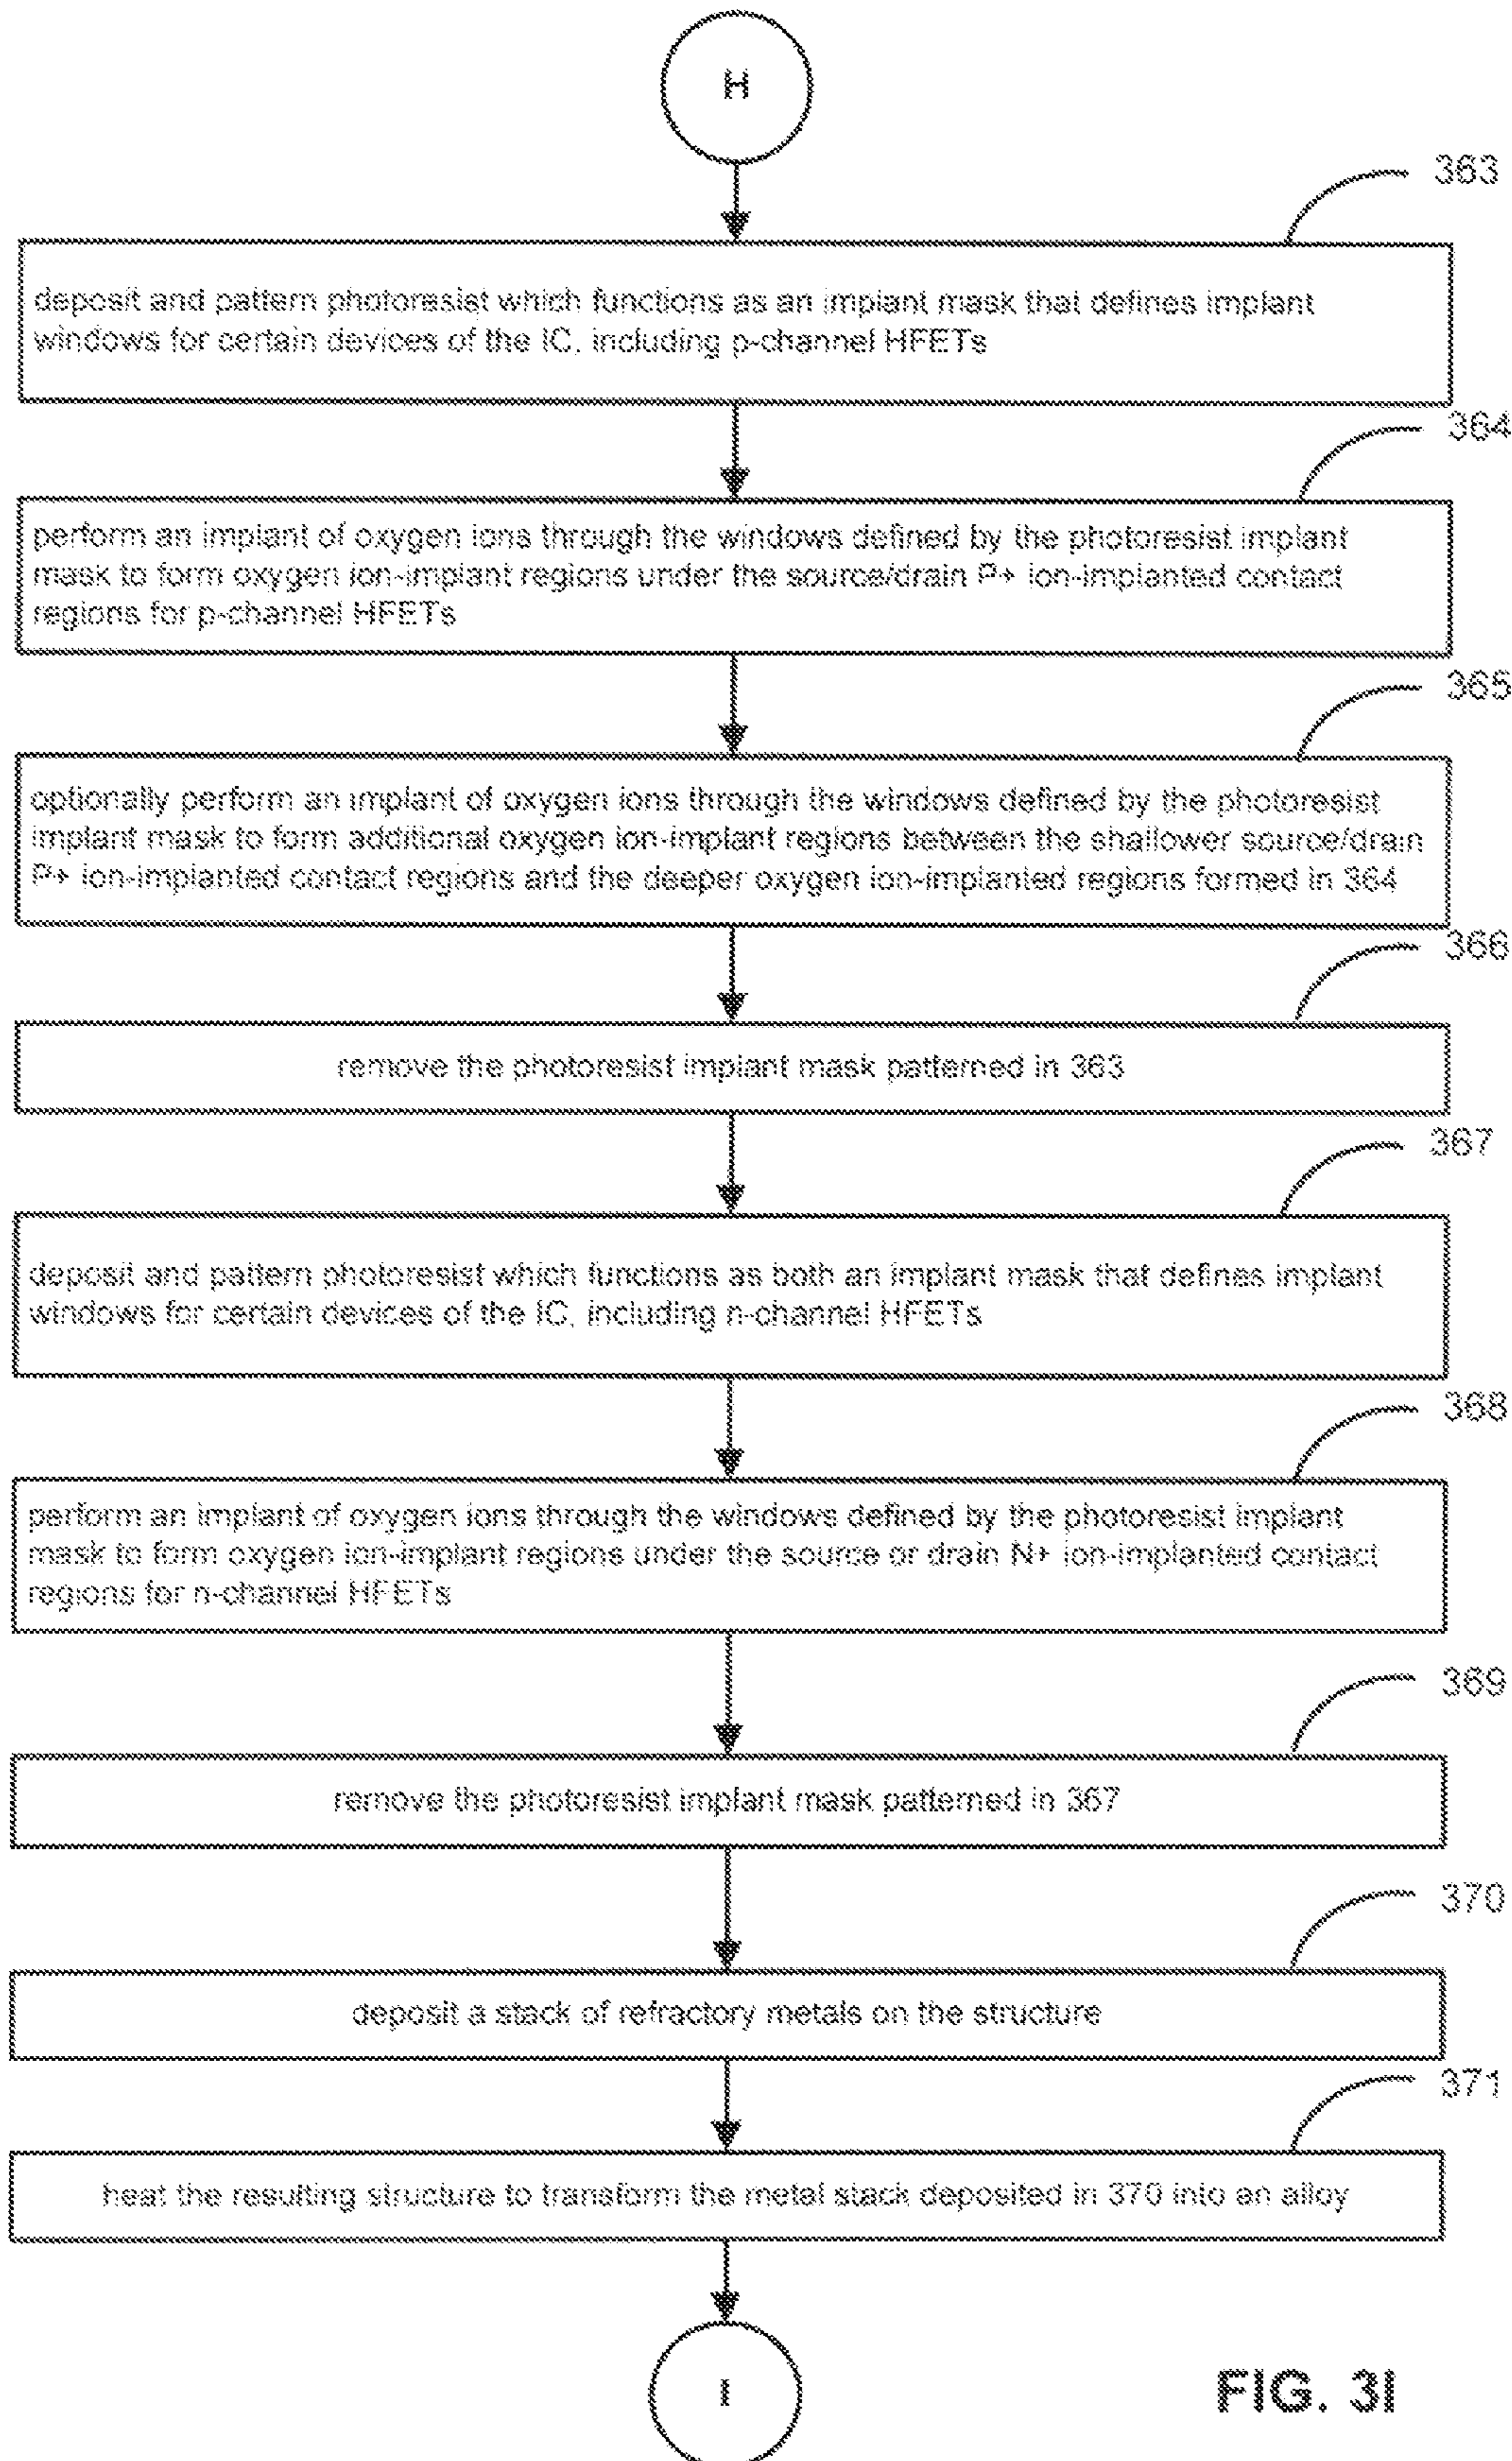 H
363
deposit and pattern photoresist which functions as an implant mask that defines implant
windows for certain devices of the IC, including p-channel HFETs
364
perform an implant of oxygen ions through the windows defined by the photoresist implant
mask to form oxygen ion-implant regions under the source/drain P+ ion-implanted contact
regions for p-channel HFETs
365
optionally perform an implant of oxygen ions through the windows defined by the photoresist
implant mask to form additional oxygen ion-implant regions between the shallower source/drain
P+ ion-implanted contact regions and the deeper oxygen ion-implanted regions formed in 364
366
remove the photoresist implant mask patterned in 363
367
deposit and pattern photoresist which functions as both an implant mask that defines implant
windows for certain devices of the IC, including n-channel HFETs
368
perform an implant of oxygen ions through the windows defined by the photoresist implant
mask to form oxygen ion-implant regions under the source or drain N+ ion-implanted contact
regions for n-channel HFETs
369
remove the photoresist implant mask patterned in 367
370
deposit a stack of refractory metals on the structure
371
heat the resulting structure to transform the metal stack deposited in 370 into an alloy
I
FIG. 3I